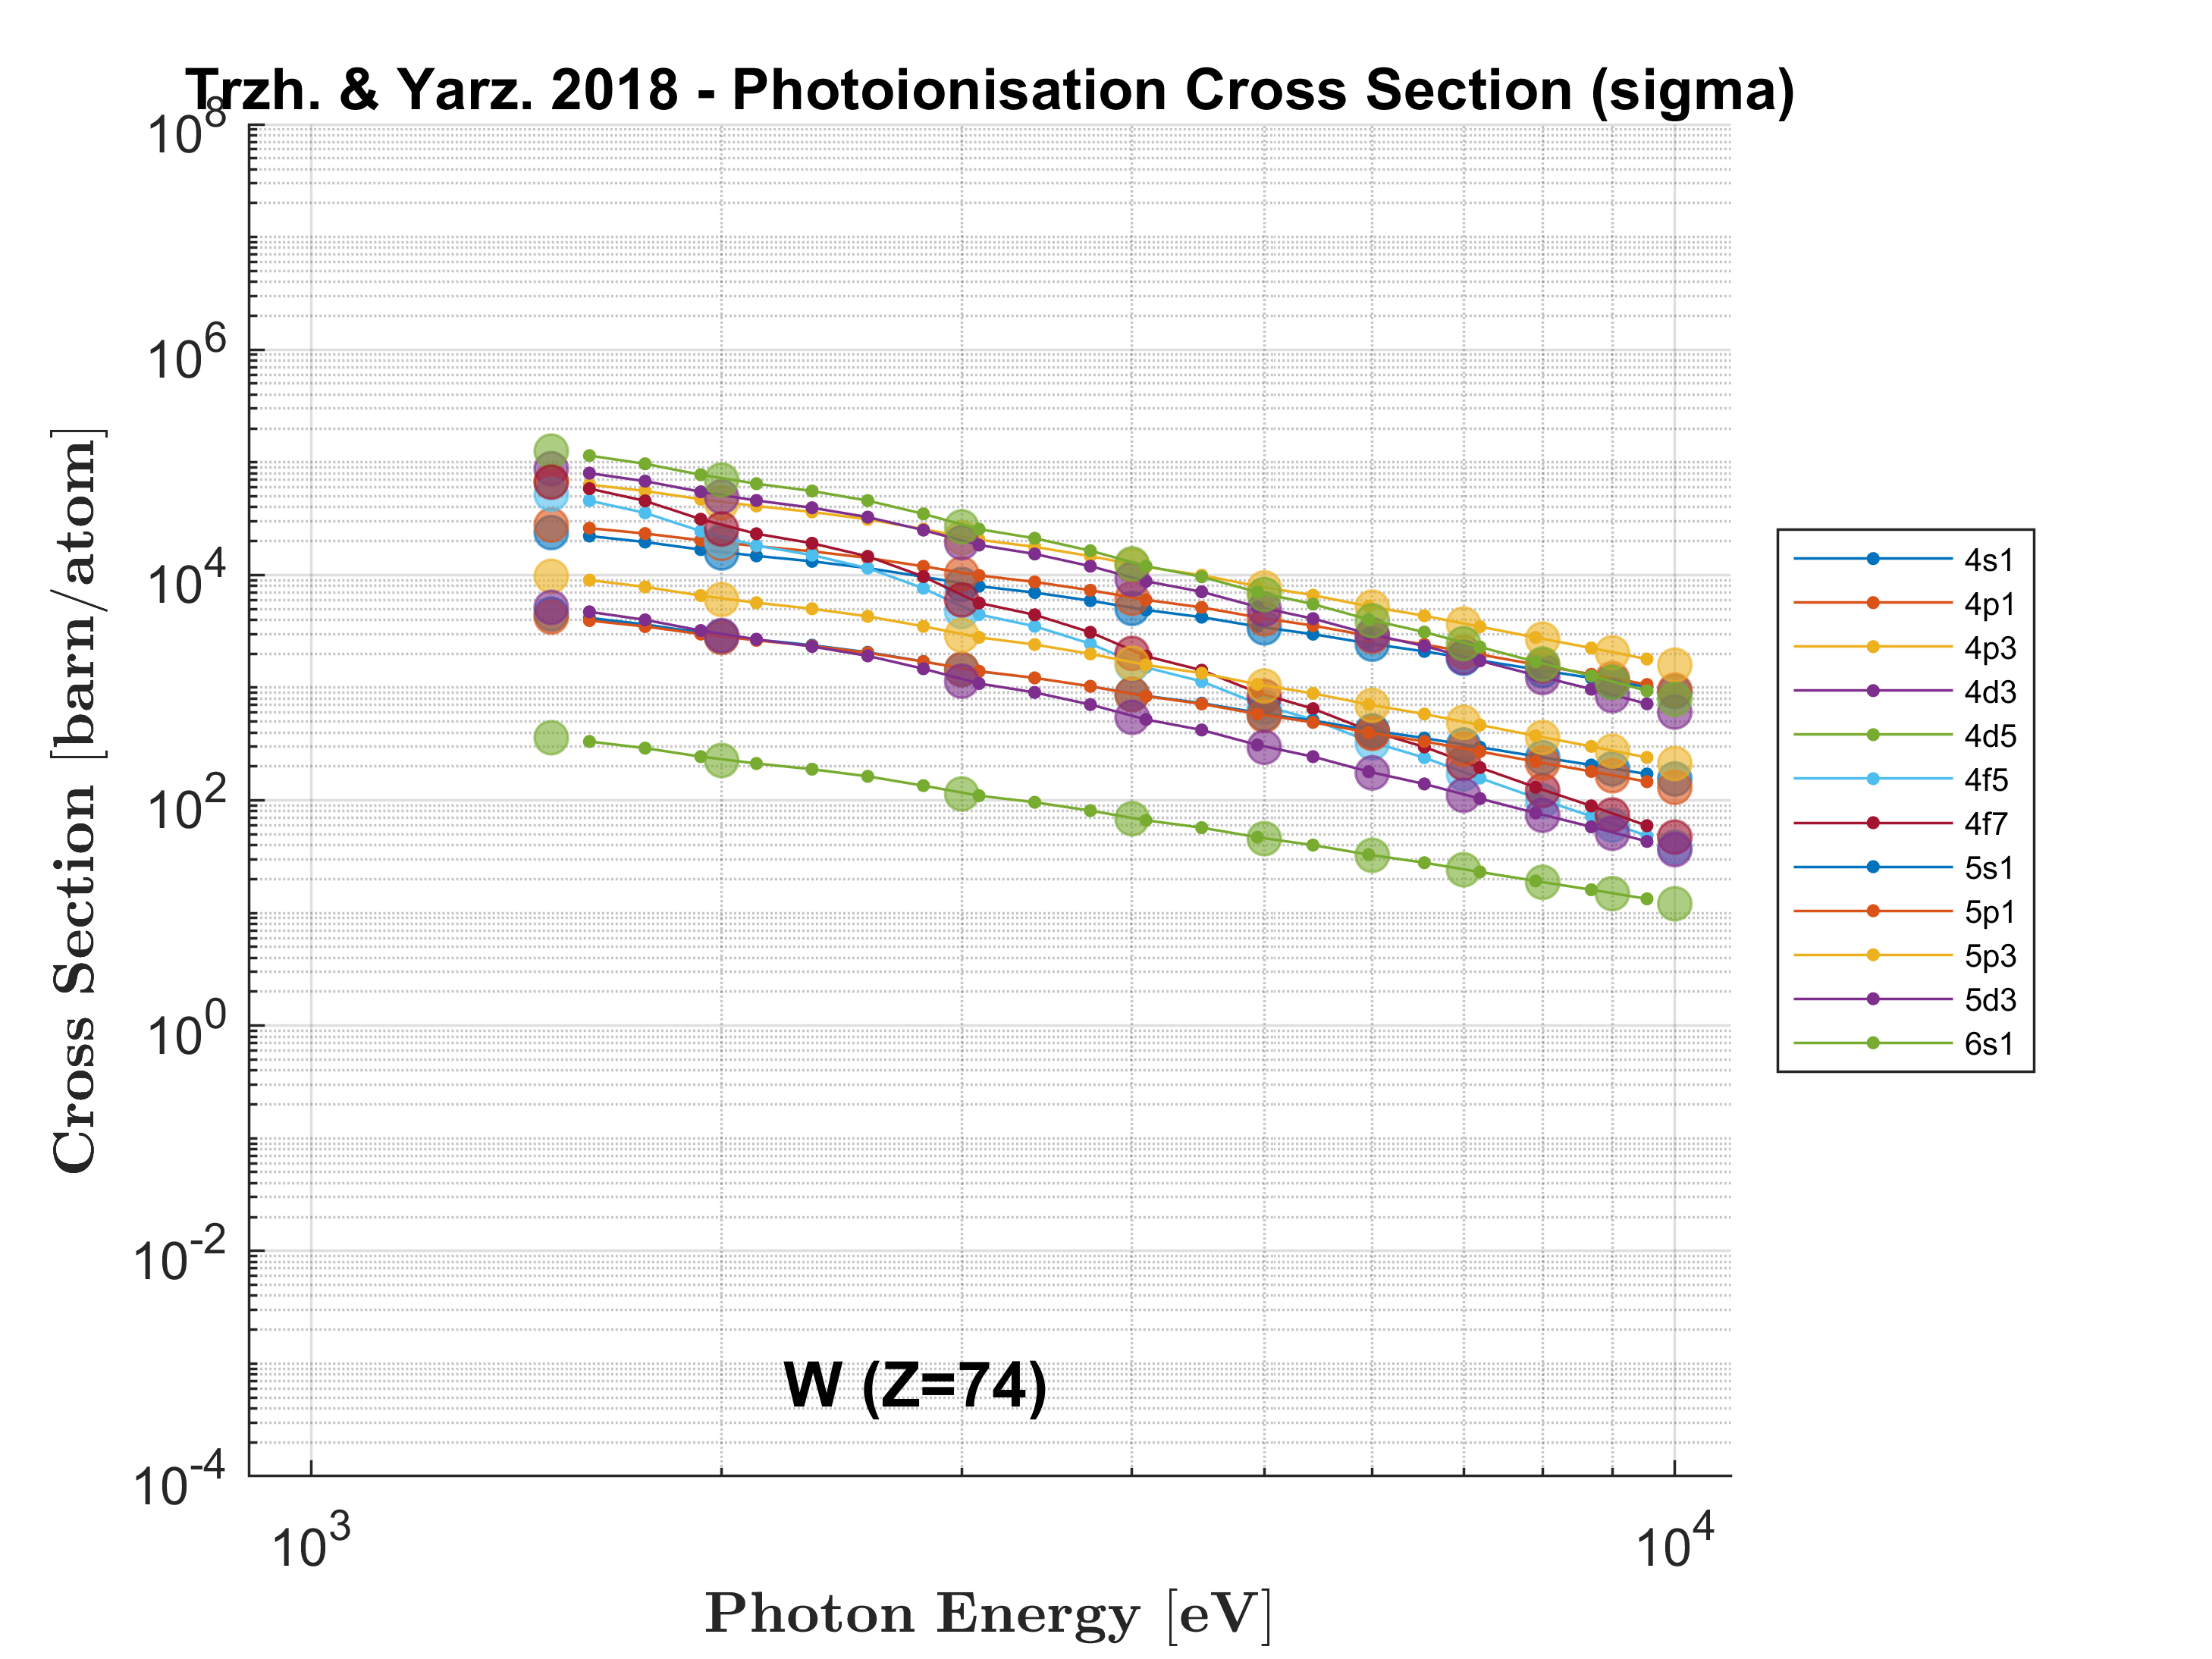 Trzh. & Yarz. 2018 - Photoionisation Cross Section (sigma)
10^8
10^6
10^4
10^2
10^0
10^-2
10^-4
Cross Section [barn/atom]
4s1
4p1
4p3
4d3
4d5
4f5
4f7
5s1
5p1
5p3
5d3
6s1
W (Z=74)
10^3
10^4
Photon Energy [eV]